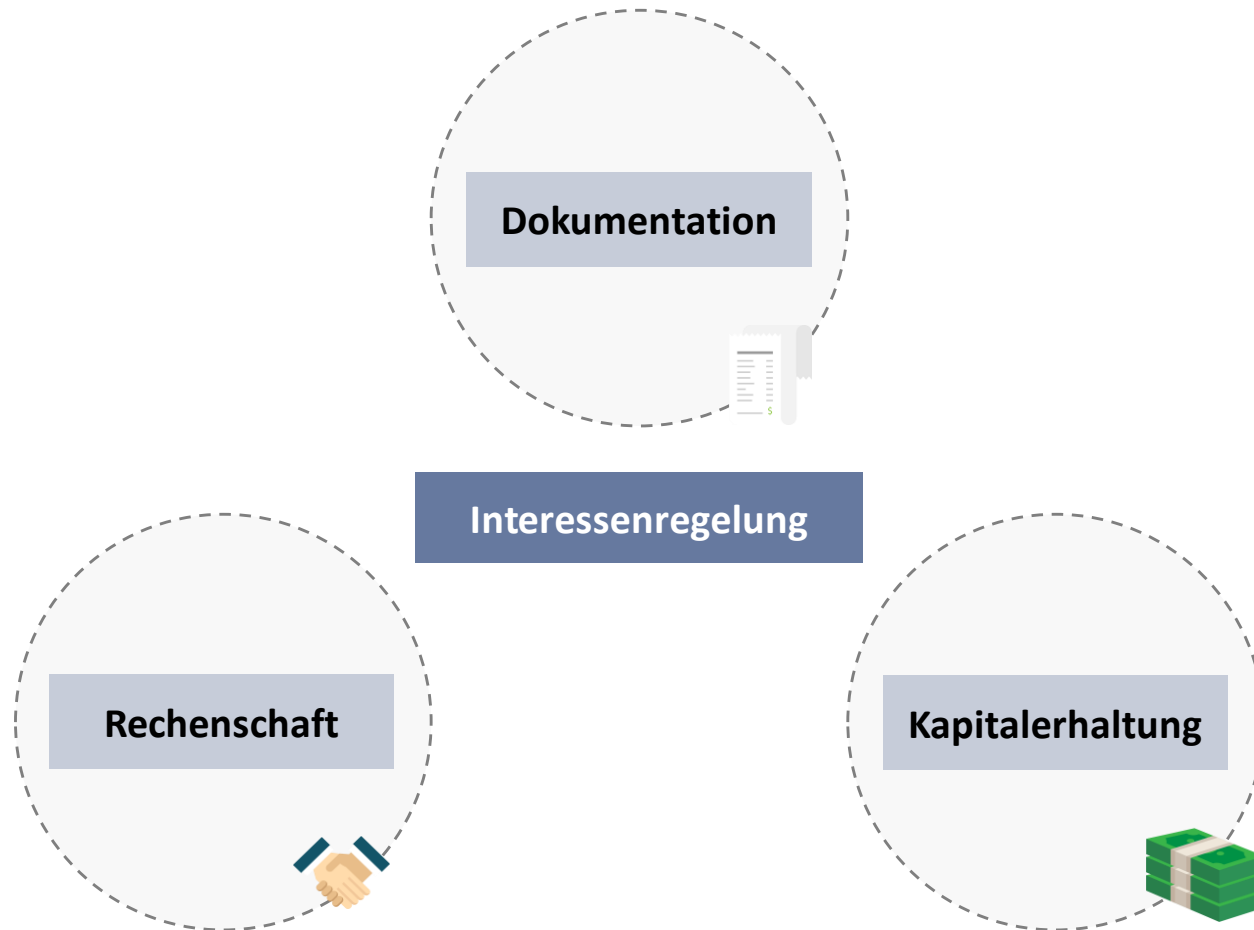 Dokumentation
$
Interessenregelung
Rechenschaft
Kapitalerhaltung